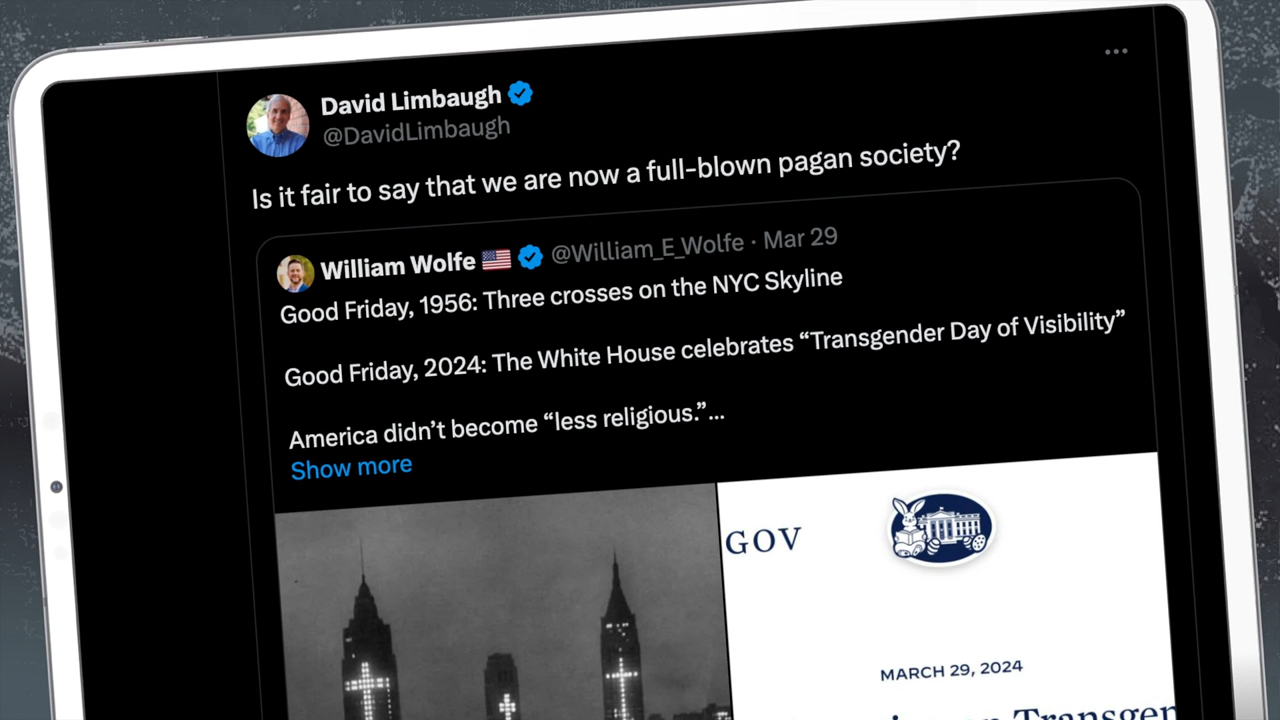 David Limbaugh
@DavidLimbaugh
Is it fair to say that we are now a full-blown pagan society?
William Wolfe 🇺🇸 @William_E_Wolfe · Mar 29
Good Friday, 1956: Three crosses on the NYC Skyline
Good Friday, 2024: The White House celebrates “Transgender Day of Visibility”
America didn’t become “less religious.”...
Show more
GOV
MARCH 29, 2024
on Transgen